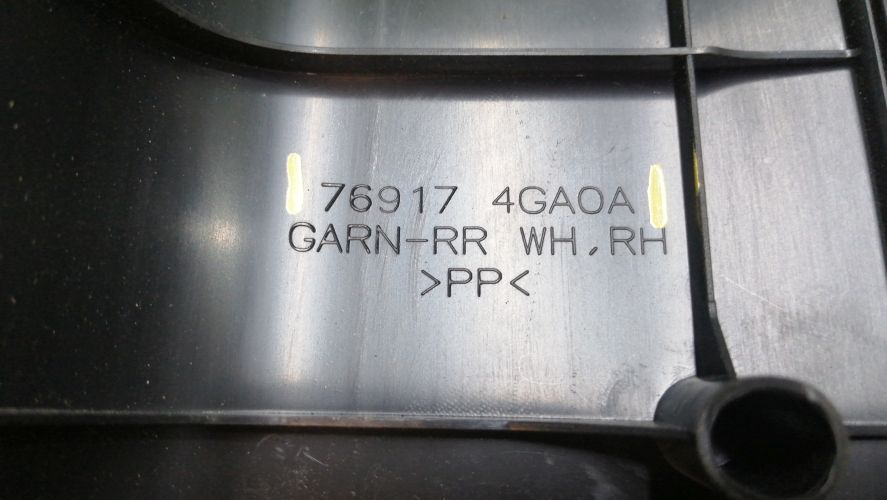 76917 4GA0A
GARN-RR WH,RH
>PP<